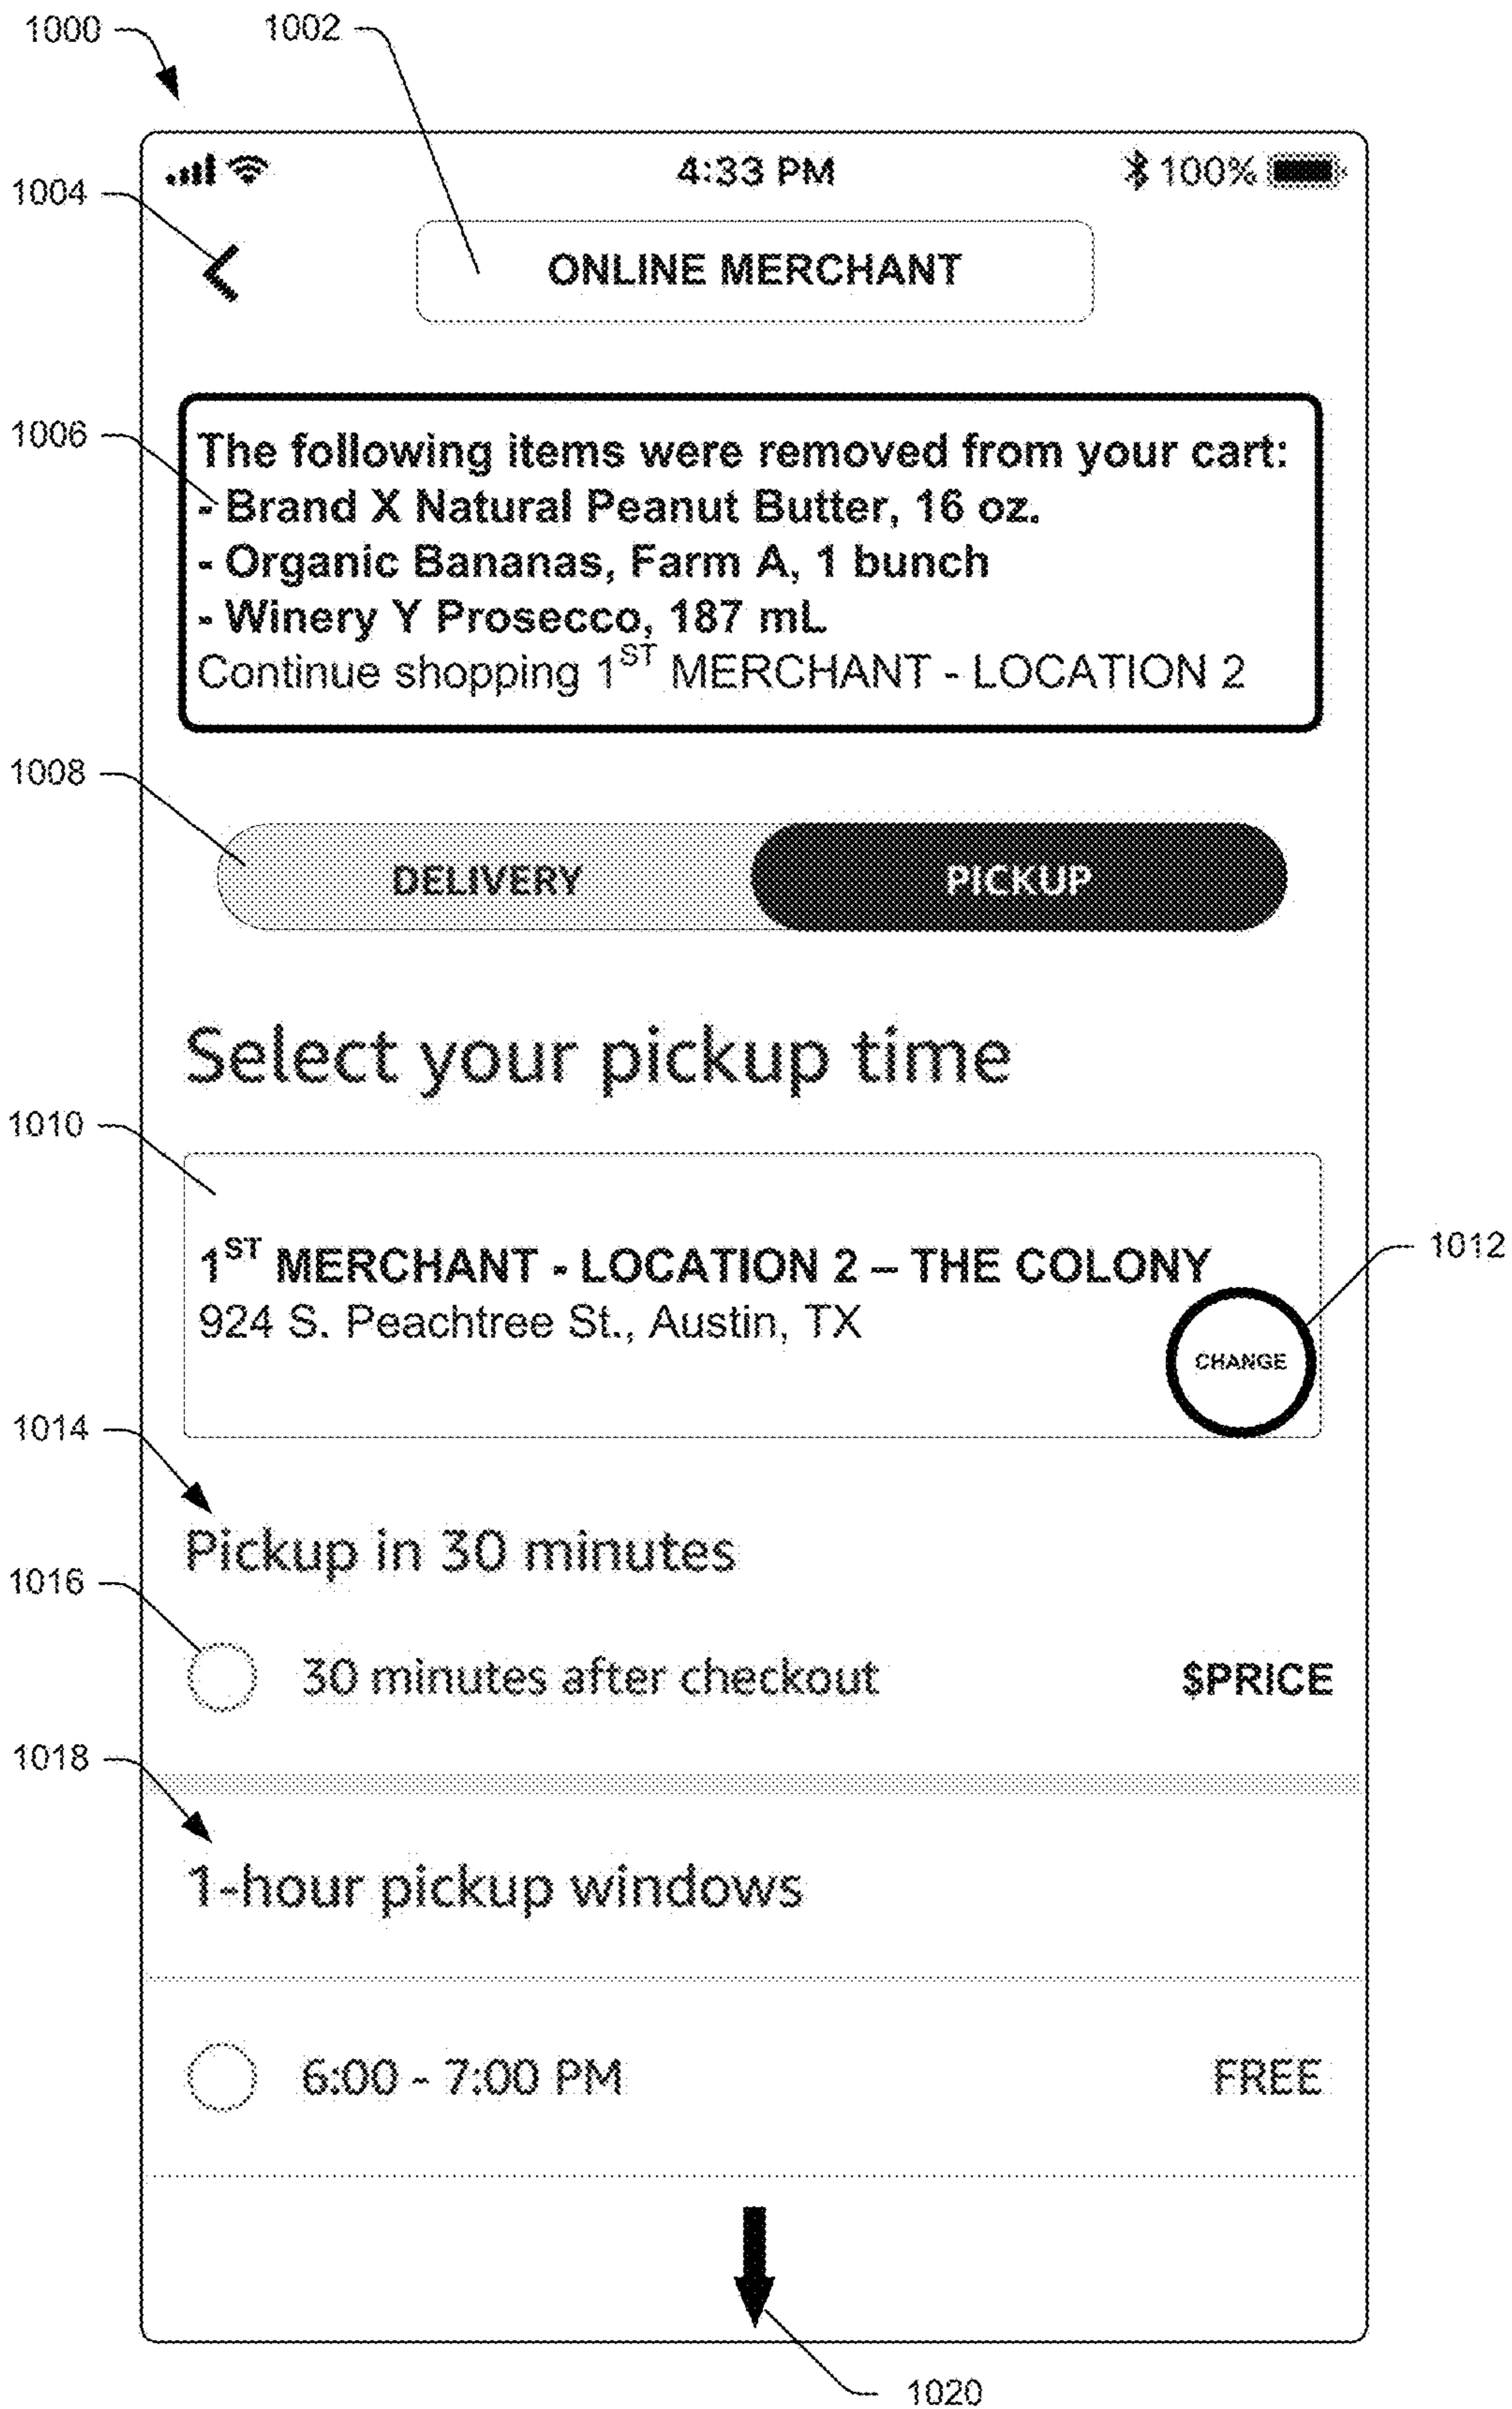 1000
1002
4:33 PM
100%
1004
ONLINE MERCHANT
1006
The following items were removed from your cart:
- Brand X Natural Peanut Butter, 16 oz.
- Organic Bananas, Farm A, 1 bunch
- Winery Y Prosecco, 187 mL
Continue shopping 1ST MERCHANT - LOCATION 2
1008
DELIVERY
PICKUP
Select your pickup time
1010
1ST MERCHANT - LOCATION 2 – THE COLONY
1012
924 S. Peachtree St., Austin, TX
CHANGE
1014
Pickup in 30 minutes
1016
30 minutes after checkout
$PRICE
1018
1-hour pickup windows
6:00 - 7:00 PM
FREE
1020